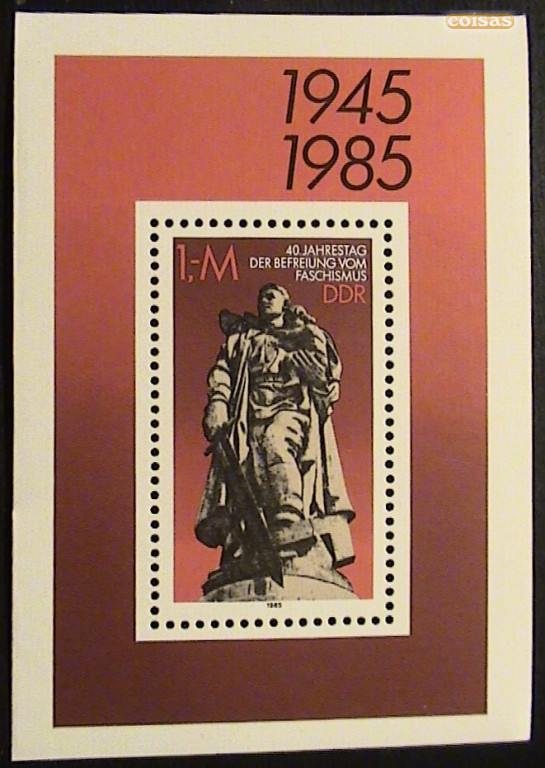 coisas
1945
1985
1,-M
40. JAHRESTAG
DER BEFREIUNG VOM
FASCHISMUS
DDR
1985